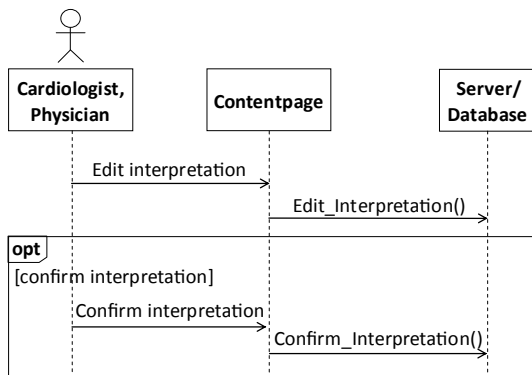 Cardiologist,
Physician
Contentpage
Server/
Database
Edit interpretation
Edit_Interpretation()
opt
[confirm interpretation]
Confirm interpretation
Confirm_Interpretation()